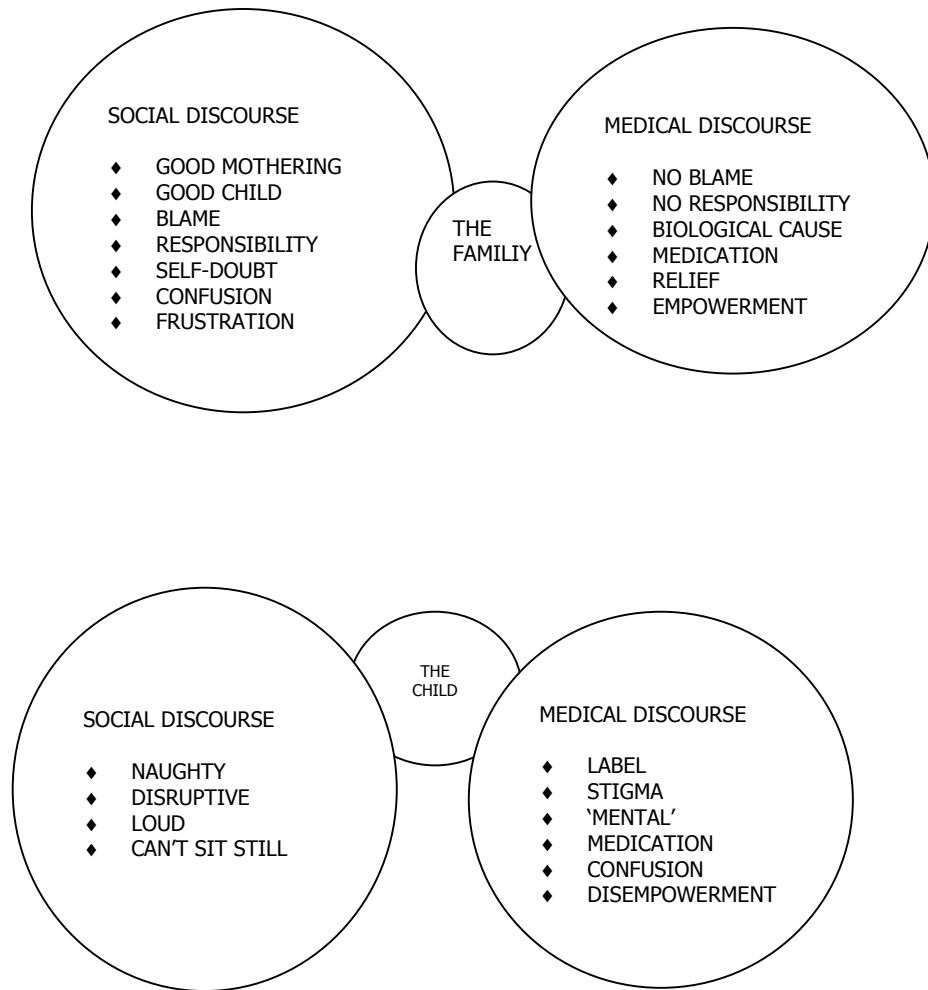 SOCIAL DISCOURSE
♦ GOOD MOTHERING
♦ GOOD CHILD
♦ BLAME
♦ RESPONSIBILITY
♦ SELF-DOUBT
♦ CONFUSION
♦ FRUSTRATION
THE
FAMILIY
MEDICAL DISCOURSE
♦ NO BLAME
♦ NO RESPONSIBILITY
♦ BIOLOGICAL CAUSE
♦ MEDICATION
♦ RELIEF
♦ EMPOWERMENT
SOCIAL DISCOURSE
♦ NAUGHTY
♦ DISRUPTIVE
♦ LOUD
♦ CAN’T SIT STILL
THE
CHILD
MEDICAL DISCOURSE
♦ LABEL
♦ STIGMA
♦ ‘MENTAL’
♦ MEDICATION
♦ CONFUSION
♦ DISEMPOWERMENT